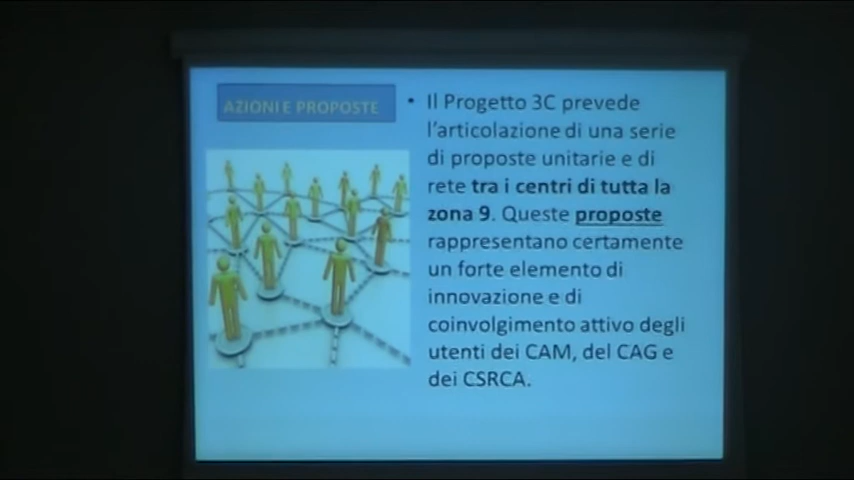 AZIONI E PROPOSTE
• Il Progetto 3C prevede
l'articolazione di una serie
di proposte unitarie e di
rete tra i centri di tutta la
zona 9. Queste proposte
rappresentano certamente
un forte elemento di
innovazione e di
coinvolgimento attivo degli
utenti dei CAM, del CAG e
dei CSRCA.